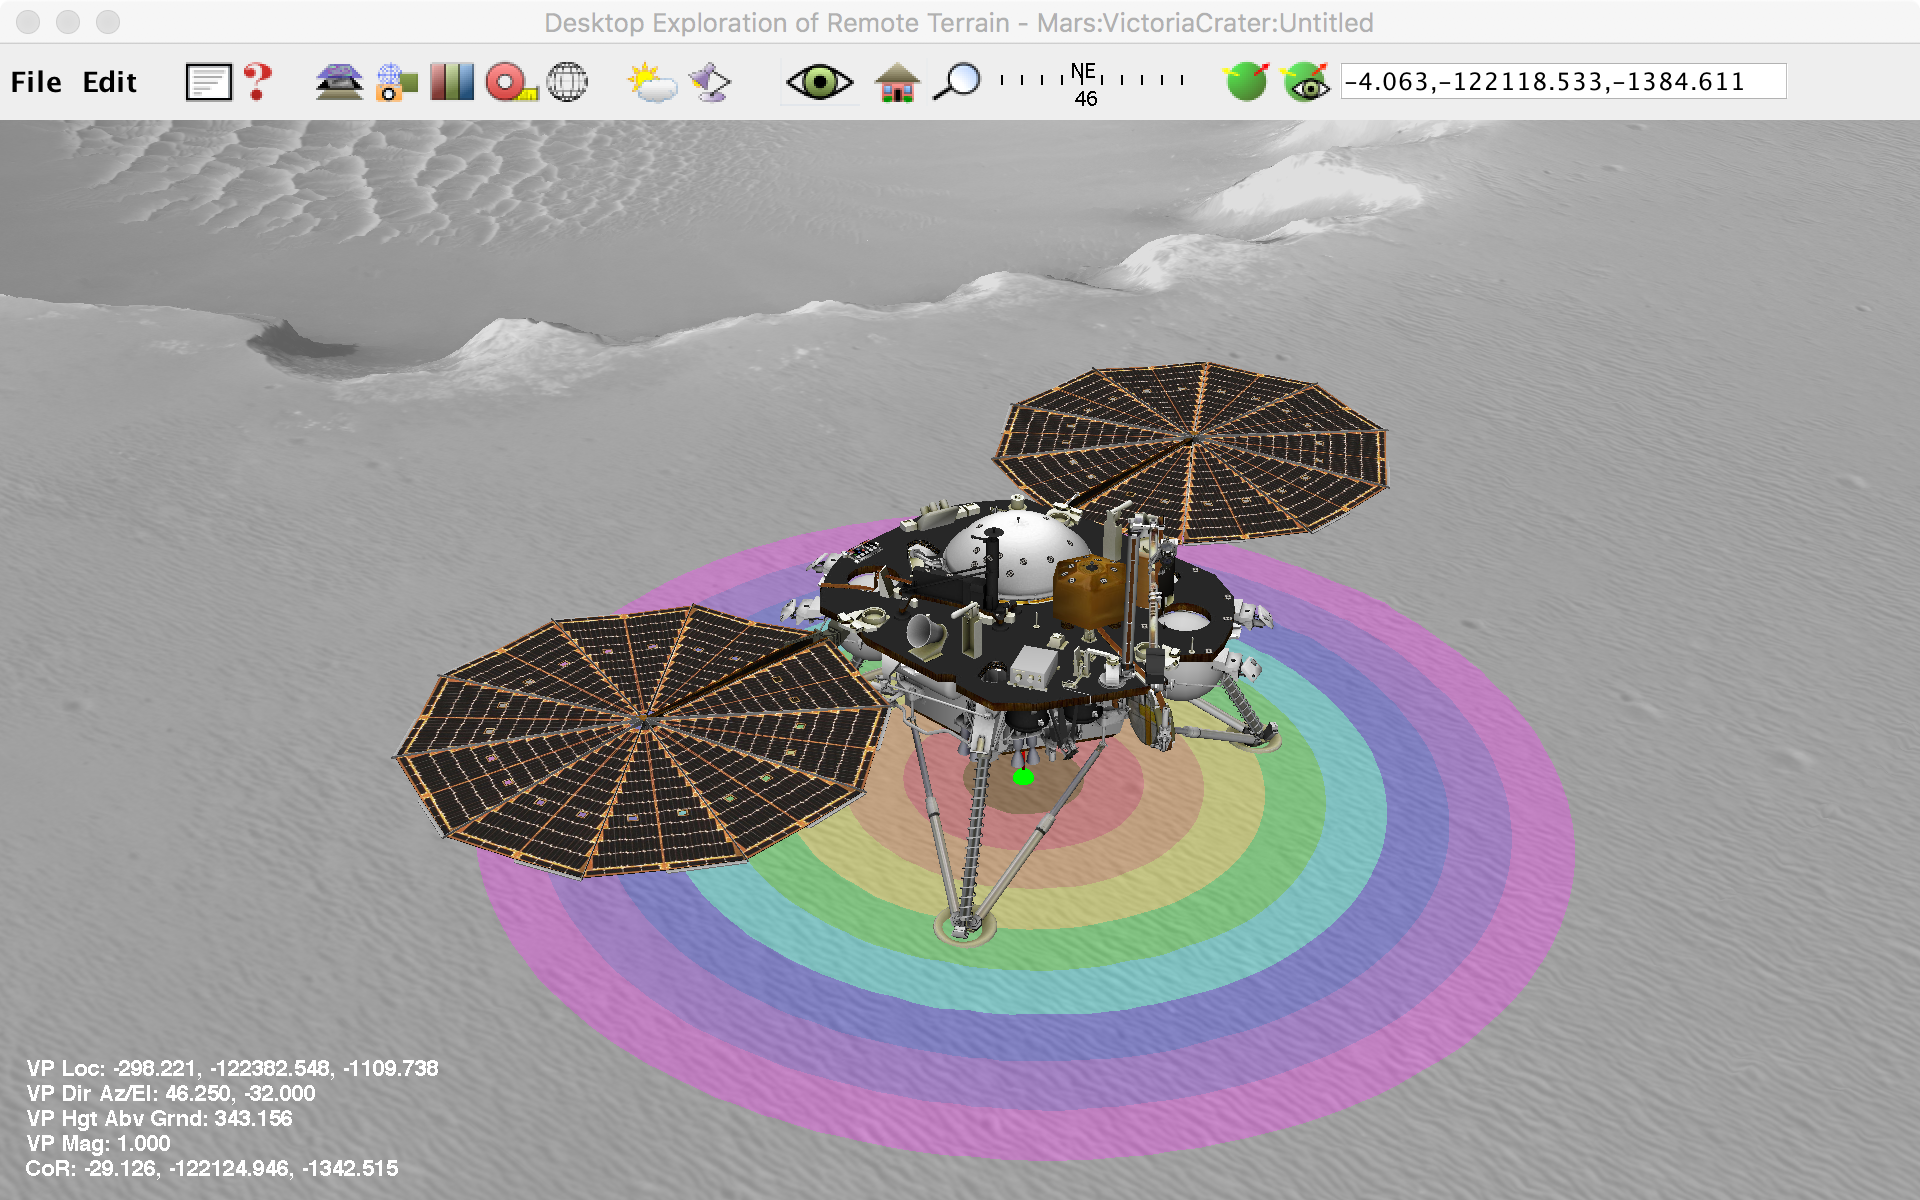 Desktop Exploration of Remote Terrain - Mars:VictoriaCrater:Untitled
File Edit
NE
46
-4.063,-122118.533,-1384.611
VP Loc: -298.221, -122382.548, -1109.738
VP Dir Az/El: 46.250, -32.000
VP Hgt Abv Grnd: 343.156
VP Mag: 1.000
CoR: -29.126, -122124.946, -1342.515